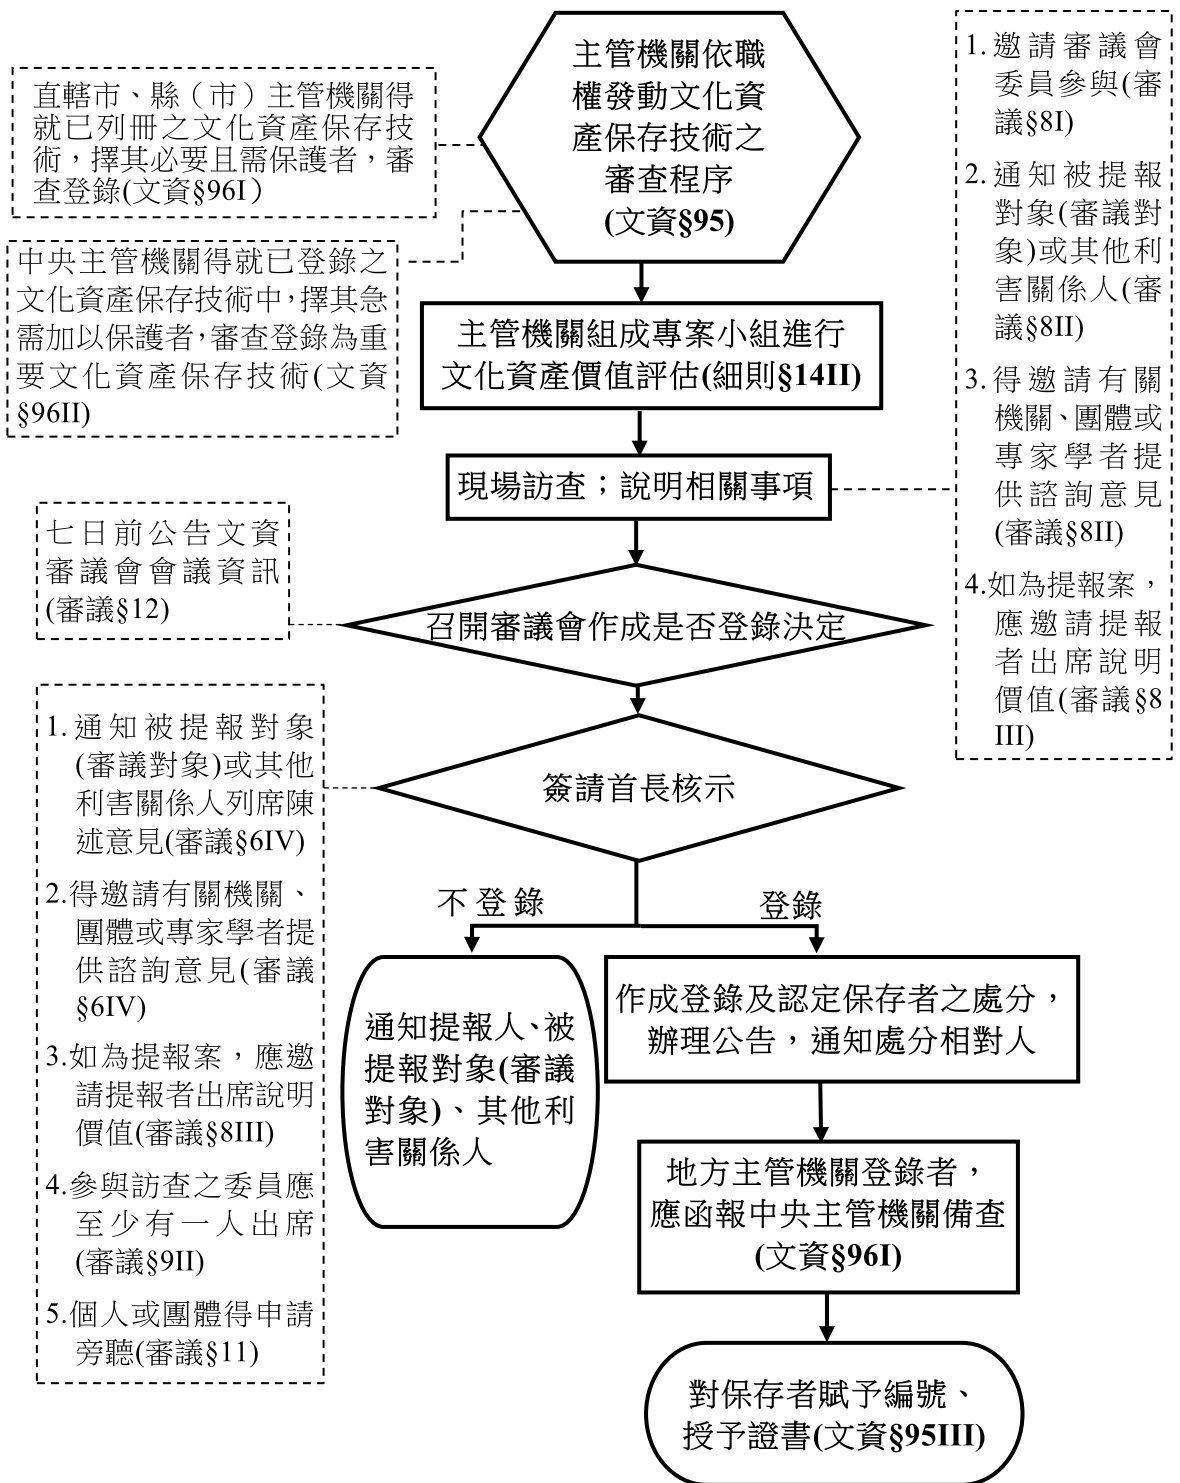 主管機關依職
權發動文化資
產保存技術之
審查程序
(文資§95)
直轄市、縣（市）主管機關得
就已列冊之文化資產保存技
術，擇其必要且需保護者，審
查登錄(文資§96I）
中央主管機關得就已登錄之
文化資產保存技術中，擇其急
需加以保護者，審查登錄為重
要文化資產保存技術(文資
§96II)
主管機關組成專案小組進行
文化資產價值評估(細則§14II)
現場訪查；說明相關事項
1. 邀請審議會
委員參與(審
議§8I)
2. 通知被提報
對象(審議對
象)或其他利
害關係人(審
議§8II)
3. 得邀請有關
機關、團體或
專家學者提
供諮詢意見
(審議§8II)
4.如為提報案，
應邀請提報
者出席說明
價值(審議§8
III)
七日前公告文資
審議會會議資訊
(審議§12)
召開審議會作成是否登錄決定
簽請首長核示
1. 通知被提報對象
(審議對象)或其他
利害關係人列席陳
述意見(審議§6IV)
2.得邀請有關機關、
團體或專家學者提
供諮詢意見(審議
§6IV)
3.如為提報案，應邀
請提報者出席說明
價值(審議§8III)
4.參與訪查之委員應
至少有一人出席
(審議§9II)
5.個人或團體得申請
旁聽(審議§11)
不登錄
登錄
通知提報人、被
提報對象(審議
對象)、其他利
害關係人
作成登錄及認定保存者之處分，
辦理公告，通知處分相對人
地方主管機關登錄者，
應函報中央主管機關備查
(文資§96I)
對保存者賦予編號、
授予證書(文資§95III)